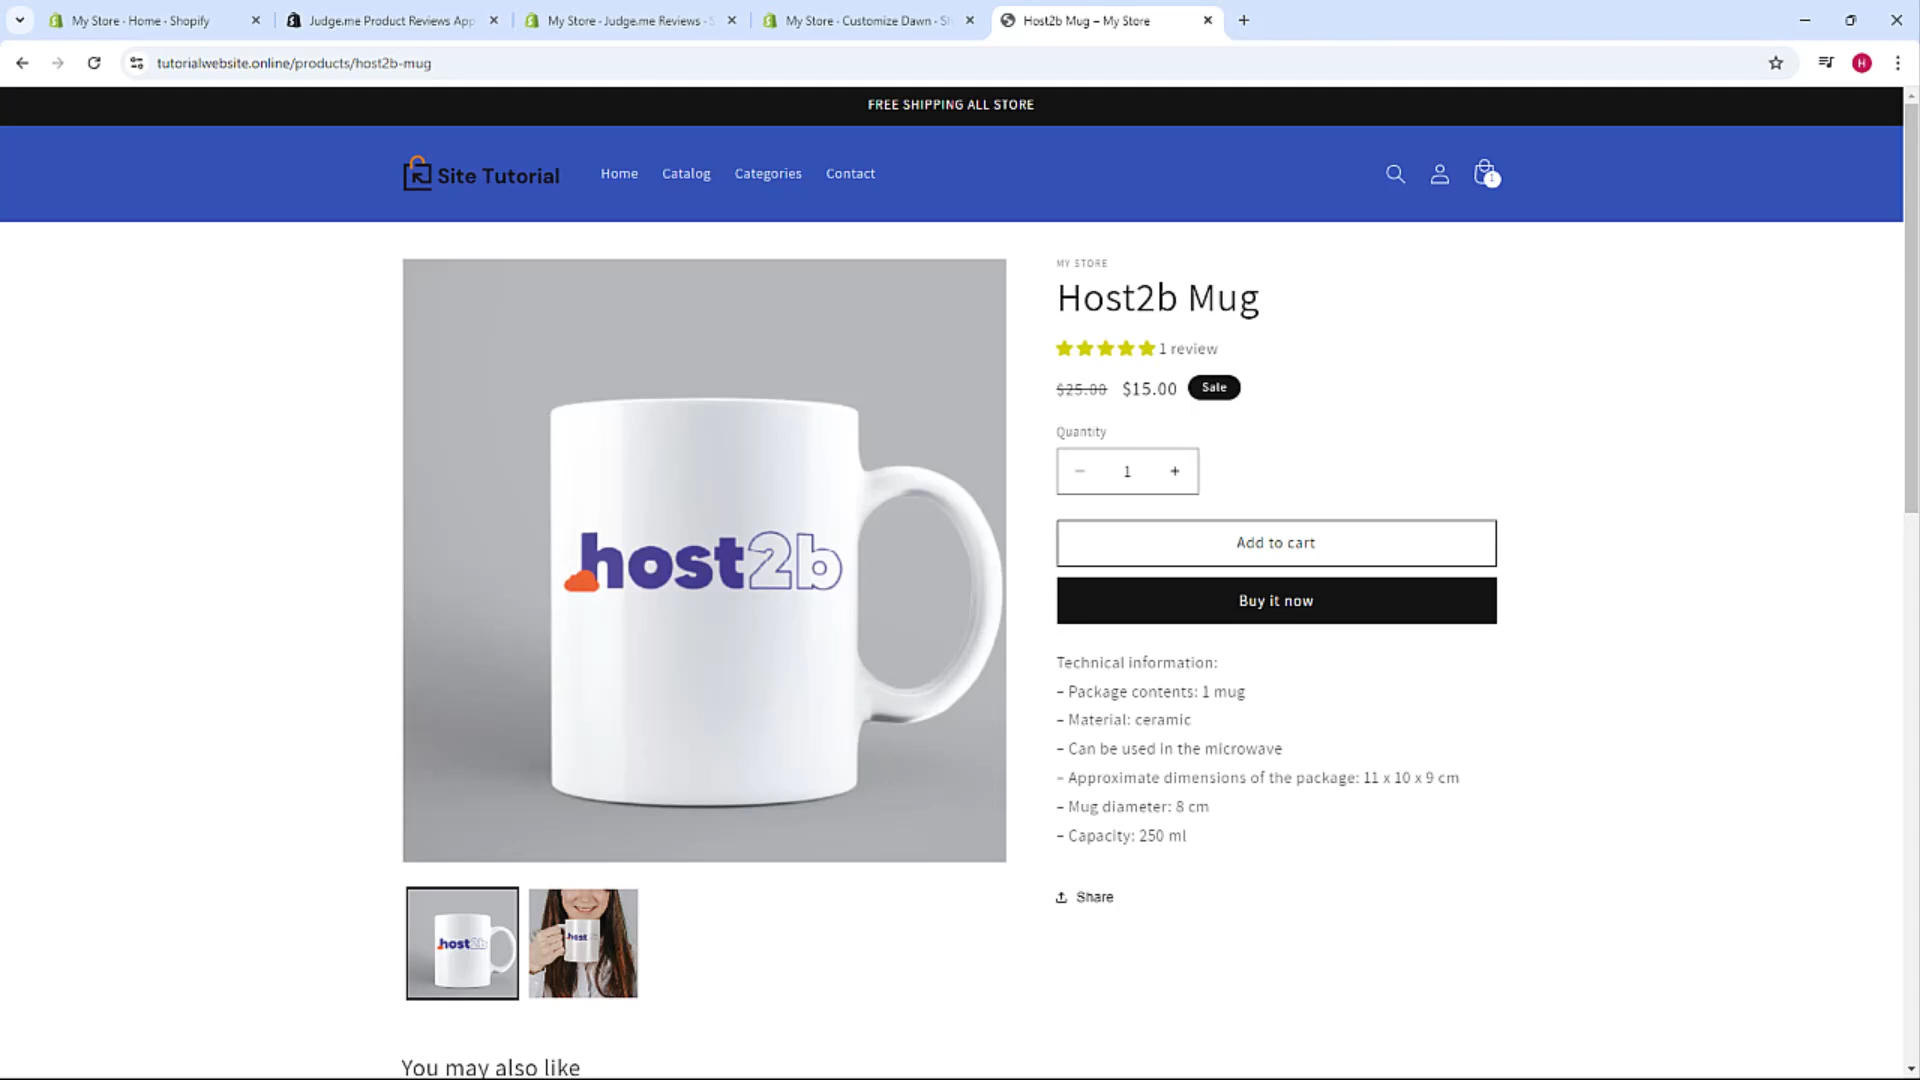 My Store · Home · Shopify
Judge.me Product Reviews App
My Store · Judge.me Reviews · S
My Store · Customize Dawn · Sh
Host2b Mug – My Store
tutorialwebsite.online/products/host2b-mug
H
FREE SHIPPING ALL STORE
Site Tutorial
Home
Catalog
Categories
Contact
1
MY STORE
Host2b Mug
1 review
$25.00 $15.00 Sale
Quantity
− 1 +
Add to cart
host2b
Buy it now
Technical information:
– Package contents: 1 mug
– Material: ceramic
– Can be used in the microwave
– Approximate dimensions of the package: 11 x 10 x 9 cm
– Mug diameter: 8 cm
– Capacity: 250 ml
Share
host2b
host
You may also like